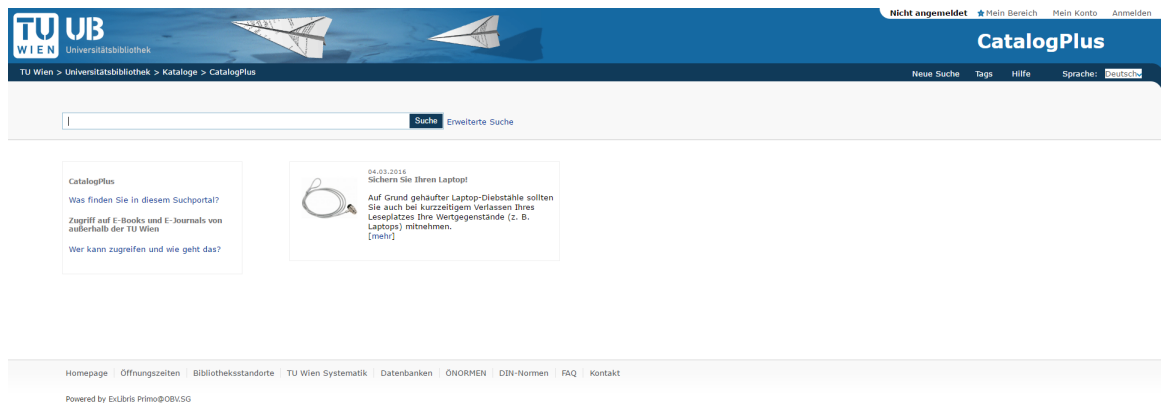 Nicht angemeldet Mein Bereich Mein Konto Anmelden
TU WIEN UB Universitätsbibliothek
CatalogPlus
TU Wien > Universitätsbibliothek > Kataloge > CatalogPlus
Neue Suche Tags Hilfe Sprache: Deutsch
Suche Erweiterte Suche
CatalogPlus
Was finden Sie in diesem Suchportal?
Zugriff auf E-Books und E-Journals von
außerhalb der TU Wien
Wer kann zugreifen und wie geht das?
04.03.2016
Sichern Sie Ihren Laptop!
Auf Grund gehäufter Laptop-Diebstähle sollten
Sie auch bei kurzzeitigem Verlassen Ihres
Leseplatzes Ihre Wertgegenstände (z. B.
Laptops) mitnehmen.
[mehr]
Homepage Öffnungszeiten Bibliotheksstandorte TU Wien Systematik Datenbanken ÖNORMEN DIN-Normen FAQ Kontakt
Powered by ExLibris Primo@OBV.SG